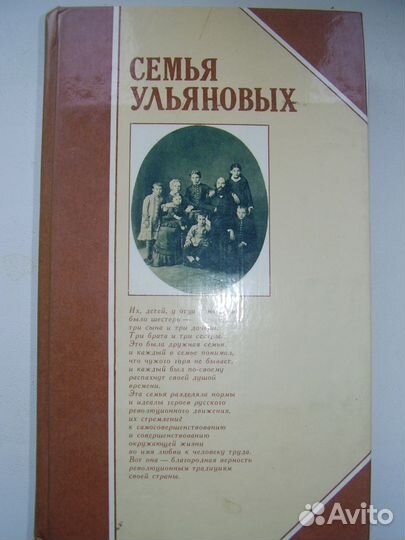 СЕМЬЯ
УЛЬЯНОВЫХ
Их, детей, у отца
было шестеро —
три сына и три дочери.
Три брата и три сестры.
Это была дружная семья,
и каждый в семье понимал,
что чужого горя не бывает,
и каждый был по-своему
распахнут своей душой
времени.
Эта семья разделяла нормы
и идеалы героев русского
революционного движения,
их стремление
к самосовершенствованию
и совершенствованию
окружающей жизни
во имя любви к человеку труда.
Вот она — благородная верность
революционным традициям
своей страны.
Avito